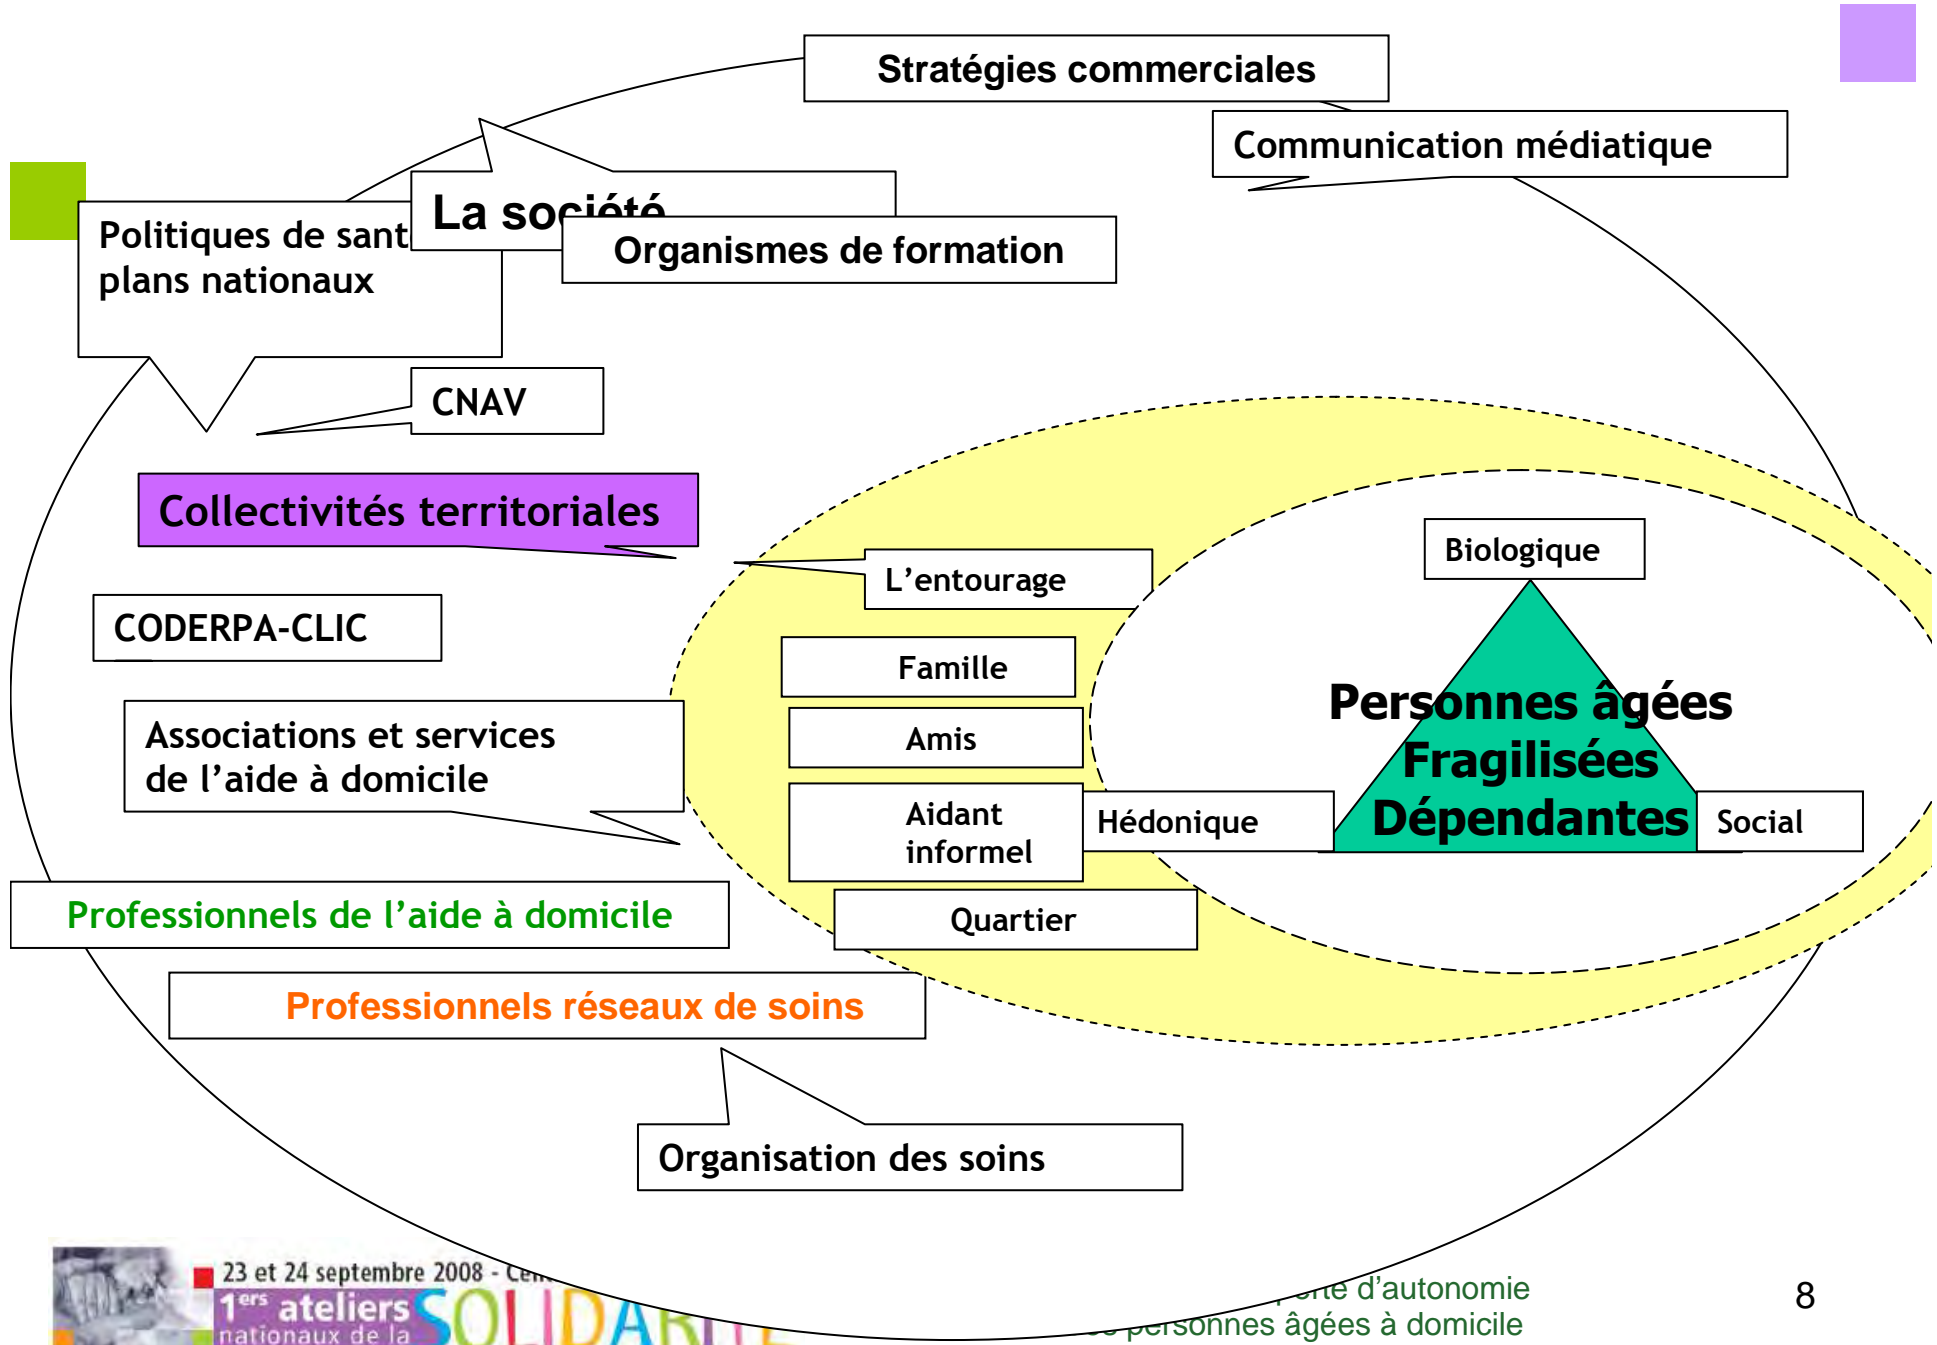 Stratégies commerciales
Communication médiatique
La société
Politiques de sant
plans nationaux
Organismes de formation
CNAV
Collectivités territoriales
L’entourage
Biologique
CODERPA-CLIC
Famille
Personnes âgées
Fragilisées
Dépendantes
Associations et services
de l’aide à domicile
Amis
Aidant
informel
Hédonique
Social
Professionnels de l’aide à domicile
Quartier
Professionnels réseaux de soins
Organisation des soins
23 et 24 septembre 2008 -
1ers ateliers
nationaux de la
SOLIDARITE
d’autonomie
personnes âgées à domicile
8